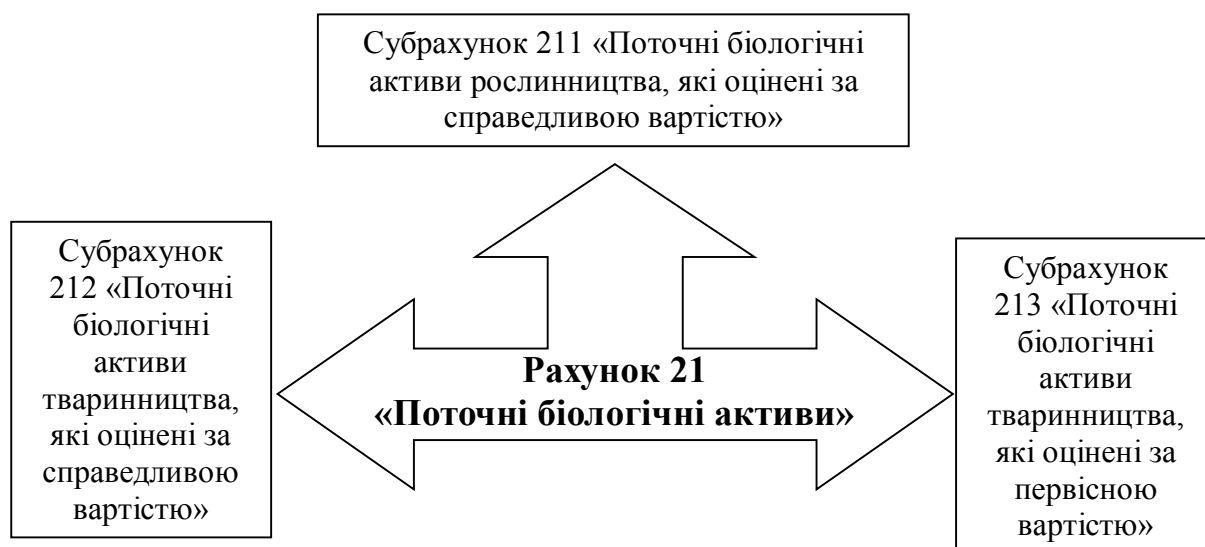 Субрахунок 211 «Поточні біологічні
активи рослинництва, які оцінені за
справедливою вартістю»
Субрахунок
212 «Поточні
біологічні
активи
тваринництва,
які оцінені за
справедливою
вартістю»
Рахунок 21
«Поточні біологічні активи»
Субрахунок
213 «Поточні
біологічні
активи
тваринництва,
які оцінені за
первісною
вартістю»